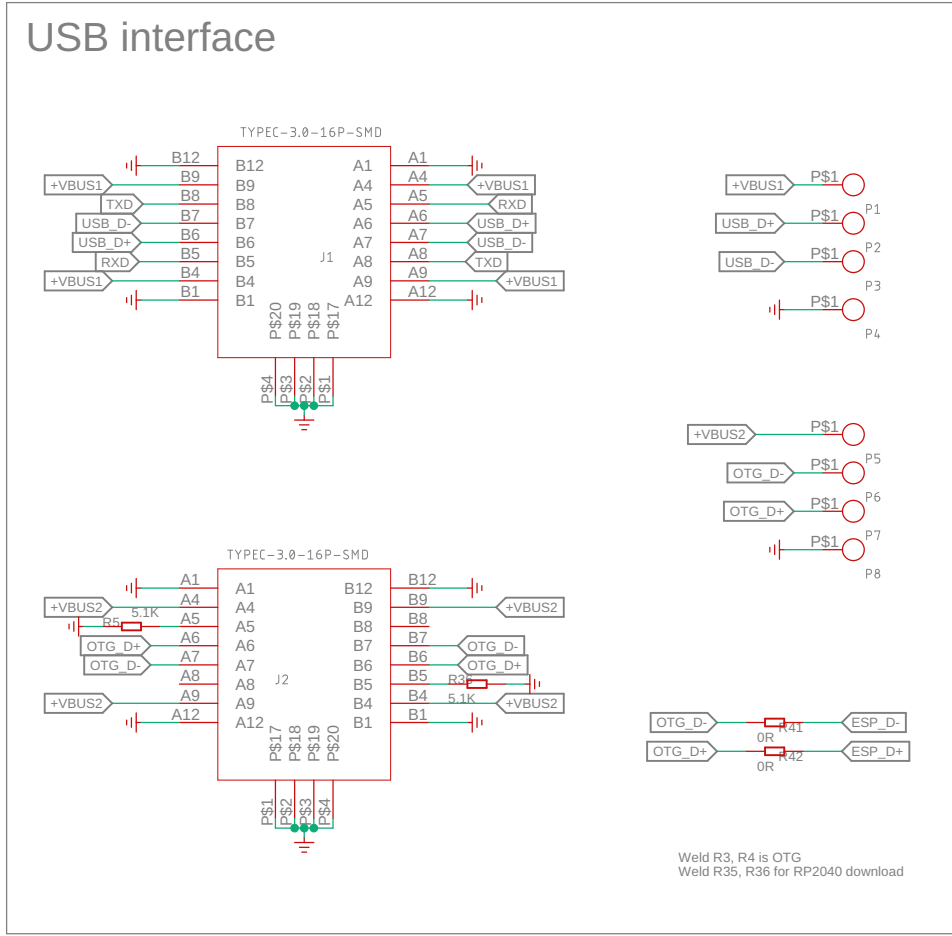 USB interface
TYPEC-3.0-16P-SMD
B12 B12 A1 A1
+VBUS1 B9 B9 A4 A4 +VBUS1
TXD B8 B8 A5 A5 RXD
USB_D- B7 B7 A6 A6 USB_D+
USB_D+ B6 B6 A7 A7 USB_D-
J1
RXD B5 B5 A8 A8 TXD
+VBUS1 B4 B4 A9 A9 +VBUS1
B1 B1 A12 A12
P$20 P$19 P$18 P$17
P$4 P$3 P$2 P$1
+VBUS1 P$1 P1
USB_D+ P$1 P2
USB_D- P$1 P3
P$1 P4
+VBUS2 P$1 P5
OTG_D- P$1 P6
OTG_D+ P$1 P7
P$1 P8
TYPEC-3.0-16P-SMD
A1 A1 B12 B12
+VBUS2 A4 A4 B9 B9 +VBUS2
R5 5.1K A5 A5 B8 B8
OTG_D+ A6 A6 B7 B7 OTG_D-
OTG_D- A7 A7 B6 B6 OTG_D+
A8 A8 J2 B5 B5 R36
5.1K
+VBUS2 A9 A9 B4 B4 +VBUS2
A12 A12 B1 B1
P$17 P$18 P$19 P$20
P$1 P$2 P$3 P$4
OTG_D- R41 ESP_D-
0R
OTG_D+ R42 ESP_D+
0R
Weld R3, R4 is OTG
Weld R35, R36 for RP2040 download